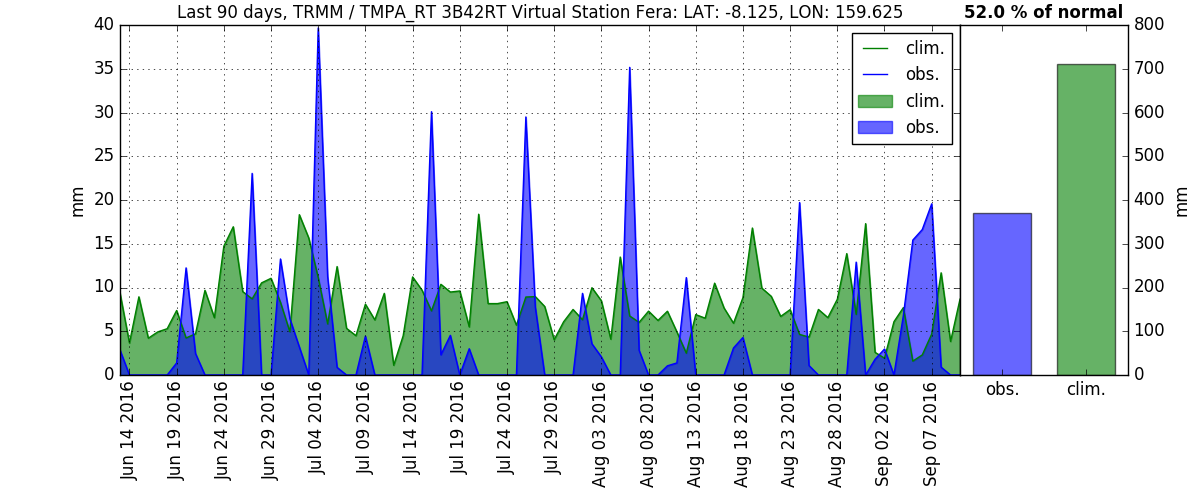 Last 90 days, TRMM / TMPA_RT 3B42RT Virtual Station Fera: LAT: -8.125, LON: 159.625
52.0 % of normal
40
35
30
25
20
15
10
5
0
mm
clim.
obs.
clim.
obs.
800
700
600
500
400
300
200
100
0
mm
Jun 14 2016
Jun 19 2016
Jun 24 2016
Jun 29 2016
Jul 04 2016
Jul 09 2016
Jul 14 2016
Jul 19 2016
Jul 24 2016
Jul 29 2016
Aug 03 2016
Aug 08 2016
Aug 13 2016
Aug 18 2016
Aug 23 2016
Aug 28 2016
Sep 02 2016
Sep 07 2016
obs.
clim.